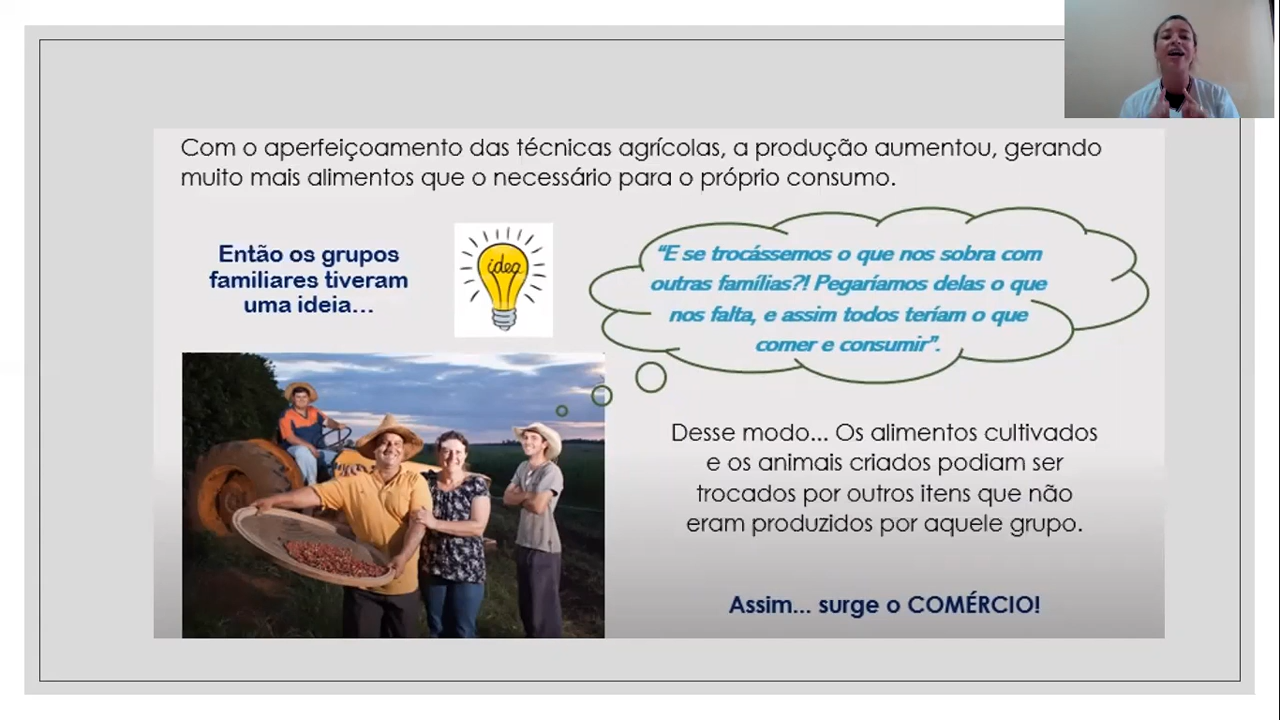 Com o aperfeiçoamento das técnicas agrícolas, a produção aumentou, gerando
muito mais alimentos que o necessário para o próprio consumo.
Então os grupos
familiares tiveram
uma ideia...
idea
“E se trocássemos o que nos sobra com
outras famílias?! Pegaríamos delas o que
nos falta, e assim todos teríam o que
comer e consumir”.
Desse modo... Os alimentos cultivados
e os animais criados podiam ser
trocados por outros itens que não
eram produzidos por aquele grupo.
Assim... surge o COMÉRCIO!